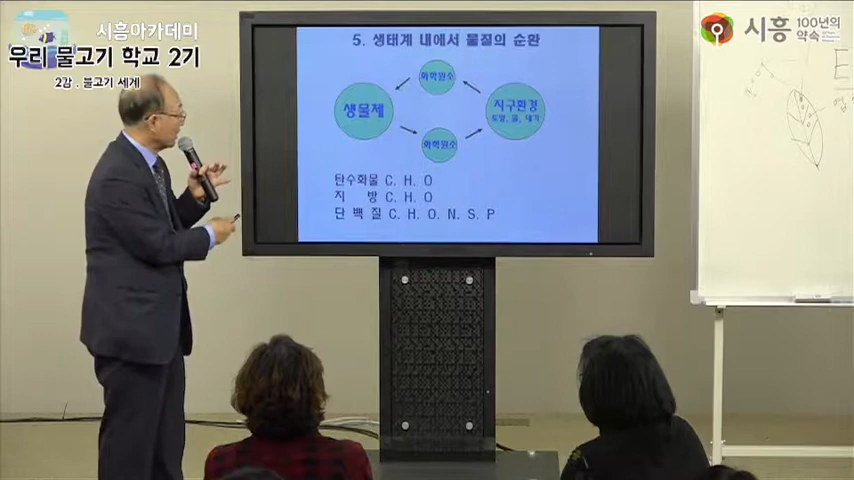 시흥아카데미
우리 물고기 학교 2기
2강. 물고기 세계
시흥 100년의 약속
5. 생태계 내에서 물질의 순환
화학원소
생물체
지구환경
토양, 물, 대기
화학원소
탄수화물 C. H. O
지 방 C. H. O
단 백 질 C. H. O. N. S. P